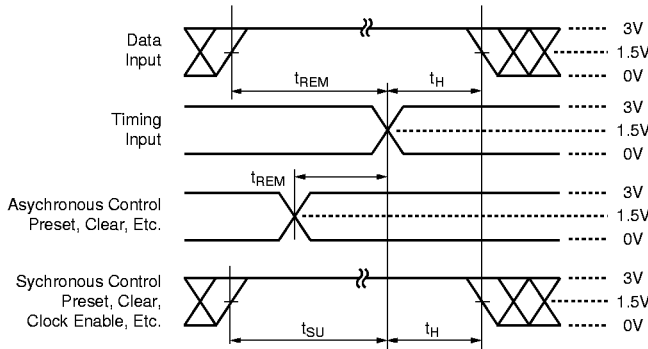 Data
Input
3V
1.5V
0V
tREM
tH
Timing
Input
3V
1.5V
0V
tREM
Asychronous Control
Preset, Clear, Etc.
3V
1.5V
0V
Sychronous Control
Preset, Clear,
Clock Enable, Etc.
3V
1.5V
0V
tSU
tH